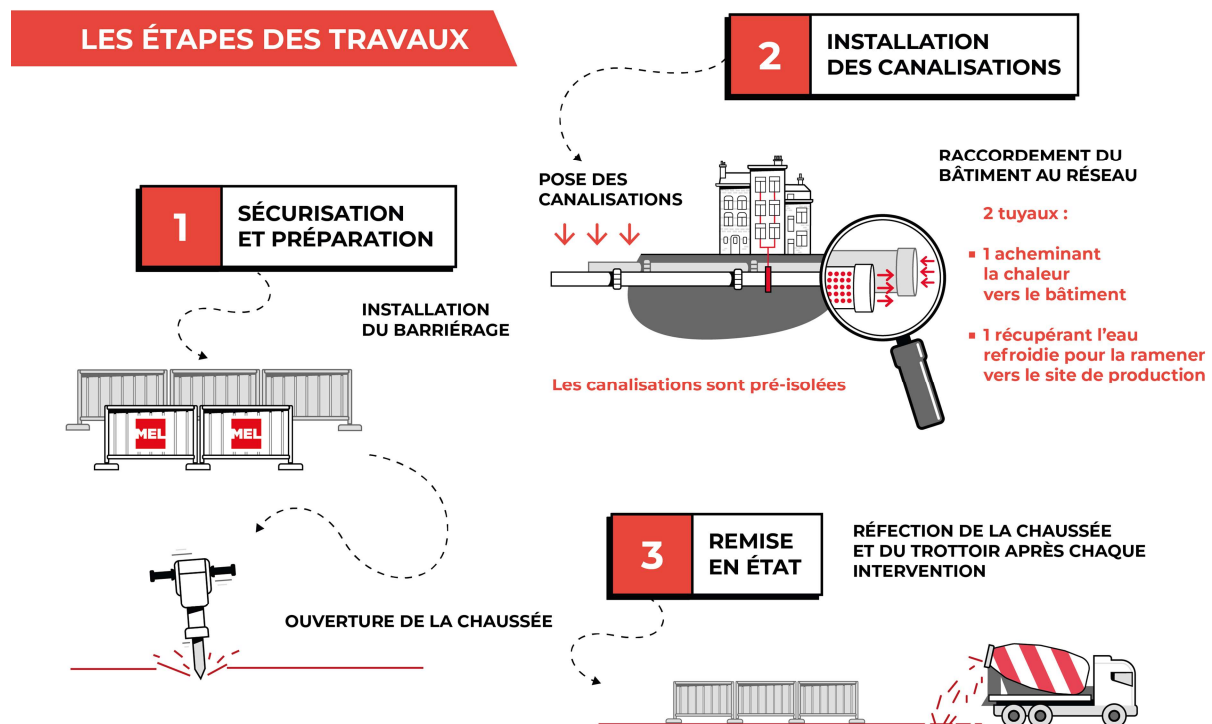 LES ÉTAPES DES TRAVAUX
1
SÉCURISATION
ET PRÉPARATION
INSTALLATION
DU BARRIÉRAGE
MEL MEL
OUVERTURE DE LA CHAUSSÉE
2
INSTALLATION
DES CANALISATIONS
POSE DES
CANALISATIONS
RACCORDEMENT DU
BÂTIMENT AU RÉSEAU
2 tuyaux :
▪ 1 acheminant
la chaleur
vers le bâtiment
▪ 1 récupérant l'eau
refroidie pour la ramener
vers le site de production
Les canalisations sont pré-isolées
3
REMISE
EN ÉTAT
RÉFECTION DE LA CHAUSSÉE
ET DU TROTTOIR APRÈS CHAQUE
INTERVENTION